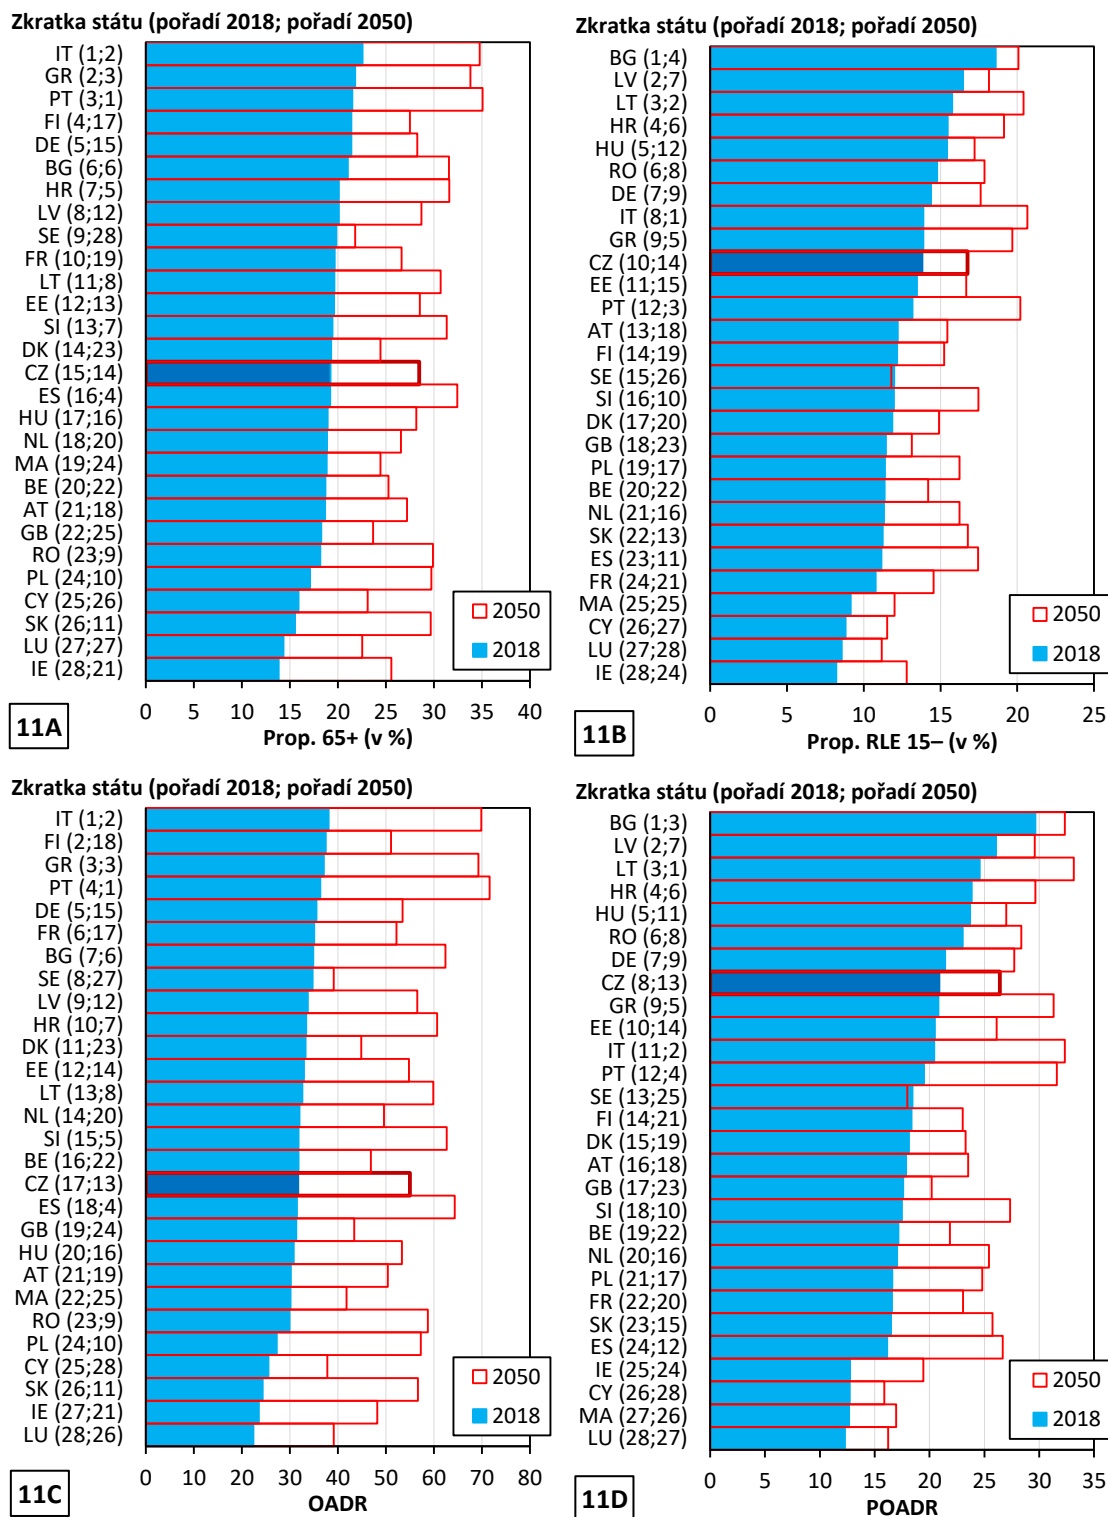 Zkratka státu (pořadí 2018; pořadí 2050)
IT (1;2)
GR (2;3)
PT (3;1)
FI (4;17)
DE (5;15)
BG (6;6)
HR (7;5)
LV (8;12)
SE (9;28)
FR (10;19)
LT (11;8)
EE (12;13)
SI (13;7)
DK (14;23)
CZ (15;14)
ES (16;4)
HU (17;16)
NL (18;20)
MA (19;24)
BE (20;22)
AT (21;18)
GB (22;25)
RO (23;9)
PL (24;10)
CY (25;26)
SK (26;11)
LU (27;27)
IE (28;21)
2050
2018
0 5 10 15 20 25 30 35 40
11A
Prop. 65+ (v %)
Zkratka státu (pořadí 2018; pořadí 2050)
BG (1;4)
LV (2;7)
LT (3;2)
HR (4;6)
HU (5;12)
RO (6;8)
DE (7;9)
IT (8;1)
GR (9;5)
CZ (10;14)
EE (11;15)
PT (12;3)
AT (13;18)
FI (14;19)
SE (15;26)
SI (16;10)
DK (17;20)
GB (18;23)
PL (19;17)
BE (20;22)
NL (21;16)
SK (22;13)
ES (23;11)
FR (24;21)
MA (25;25)
CY (26;27)
LU (27;28)
IE (28;24)
2050
2018
0 5 10 15 20 25
11B
Prop. RLE 15– (v %)
Zkratka státu (pořadí 2018; pořadí 2050)
IT (1;2)
FI (2;18)
GR (3;3)
PT (4;1)
DE (5;15)
FR (6;17)
BG (7;6)
SE (8;27)
LV (9;12)
HR (10;7)
DK (11;23)
EE (12;14)
LT (13;8)
NL (14;20)
SI (15;5)
BE (16;22)
CZ (17;13)
ES (18;4)
GB (19;24)
HU (20;16)
AT (21;19)
MA (22;25)
RO (23;9)
PL (24;10)
CY (25;28)
SK (26;11)
IE (27;21)
LU (28;26)
2050
2018
0 10 20 30 40 50 60 70 80
11C
OADR
Zkratka státu (pořadí 2018; pořadí 2050)
BG (1;3)
LV (2;7)
LT (3;1)
HR (4;6)
HU (5;11)
RO (6;8)
DE (7;9)
CZ (8;13)
GR (9;5)
EE (10;14)
IT (11;2)
PT (12;4)
SE (13;25)
FI (14;21)
DK (15;19)
AT (16;18)
GB (17;23)
SI (18;10)
BE (19;22)
NL (20;16)
PL (21;17)
FR (22;20)
SK (23;15)
ES (24;12)
IE (25;24)
CY (26;28)
MA (27;26)
LU (28;27)
2050
2018
0 5 10 15 20 25 30 35
11D
POADR